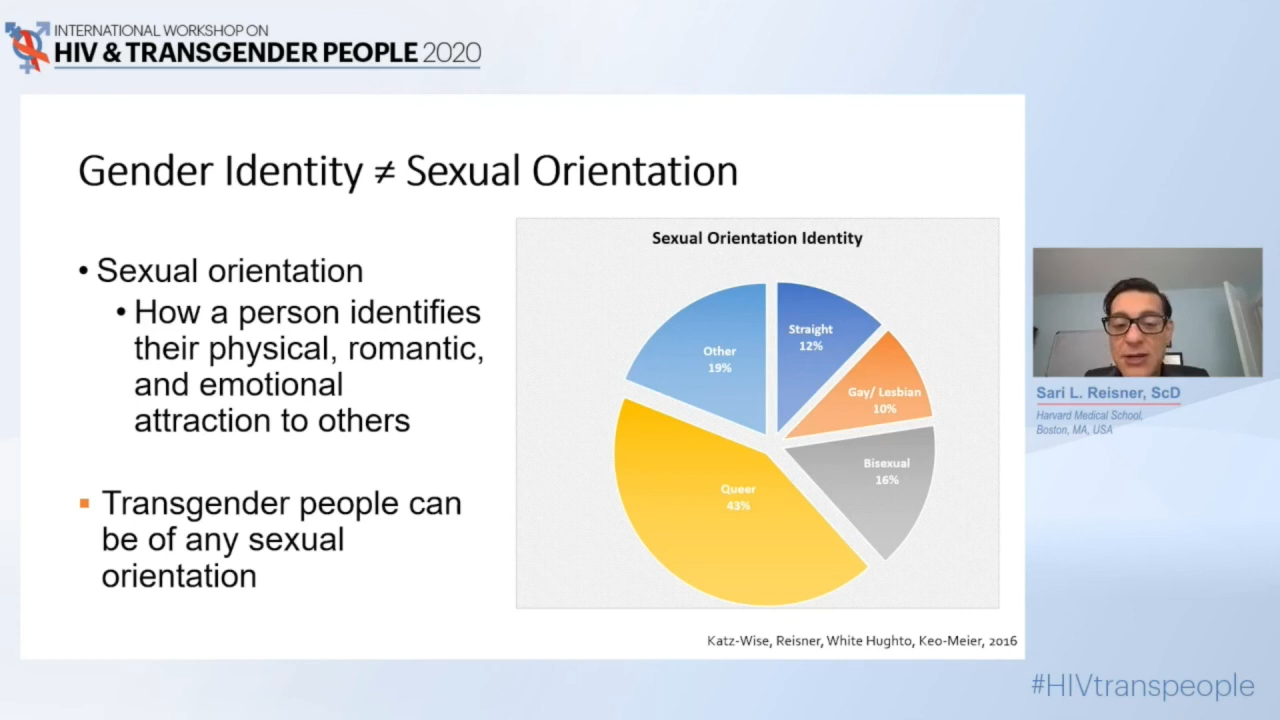 INTERNATIONAL WORKSHOP ON
HIV & TRANSGENDER PEOPLE 2020
Gender Identity ≠ Sexual Orientation
• Sexual orientation
• How a person identifies
their physical, romantic,
and emotional
attraction to others
▪ Transgender people can
be of any sexual
orientation
Sexual Orientation Identity
Straight
12%
Gay/ Lesbian
10%
Bisexual
16%
Queer
43%
Other
19%
Katz-Wise, Reisner, White Hughto, Keo-Meier, 2016
Sari L. Reisner, ScD
Harvard Medical School,
Boston, MA, USA
#HIVtranspeople